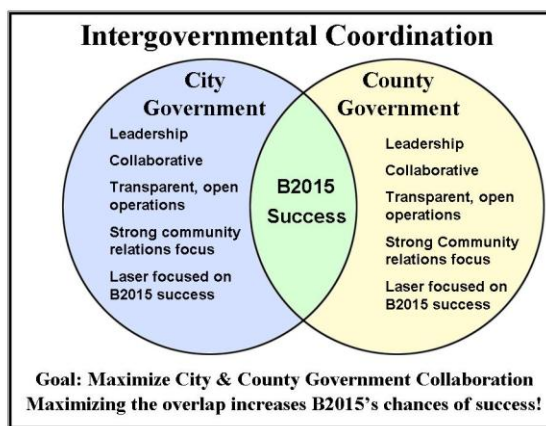 Intergovernmental Coordination
City
Government
Leadership
Collaborative
Transparent, open
operations
Strong community
relations focus
Laser focused on
B2015 success
B2015
Success
County
Government
Leadership
Collaborative
Transparent, open
operations
Strong Community
relations focus
Laser focused on
B2015 success
Goal: Maximize City & County Government Collaboration
Maximizing the overlap increases B2015's chances of success!